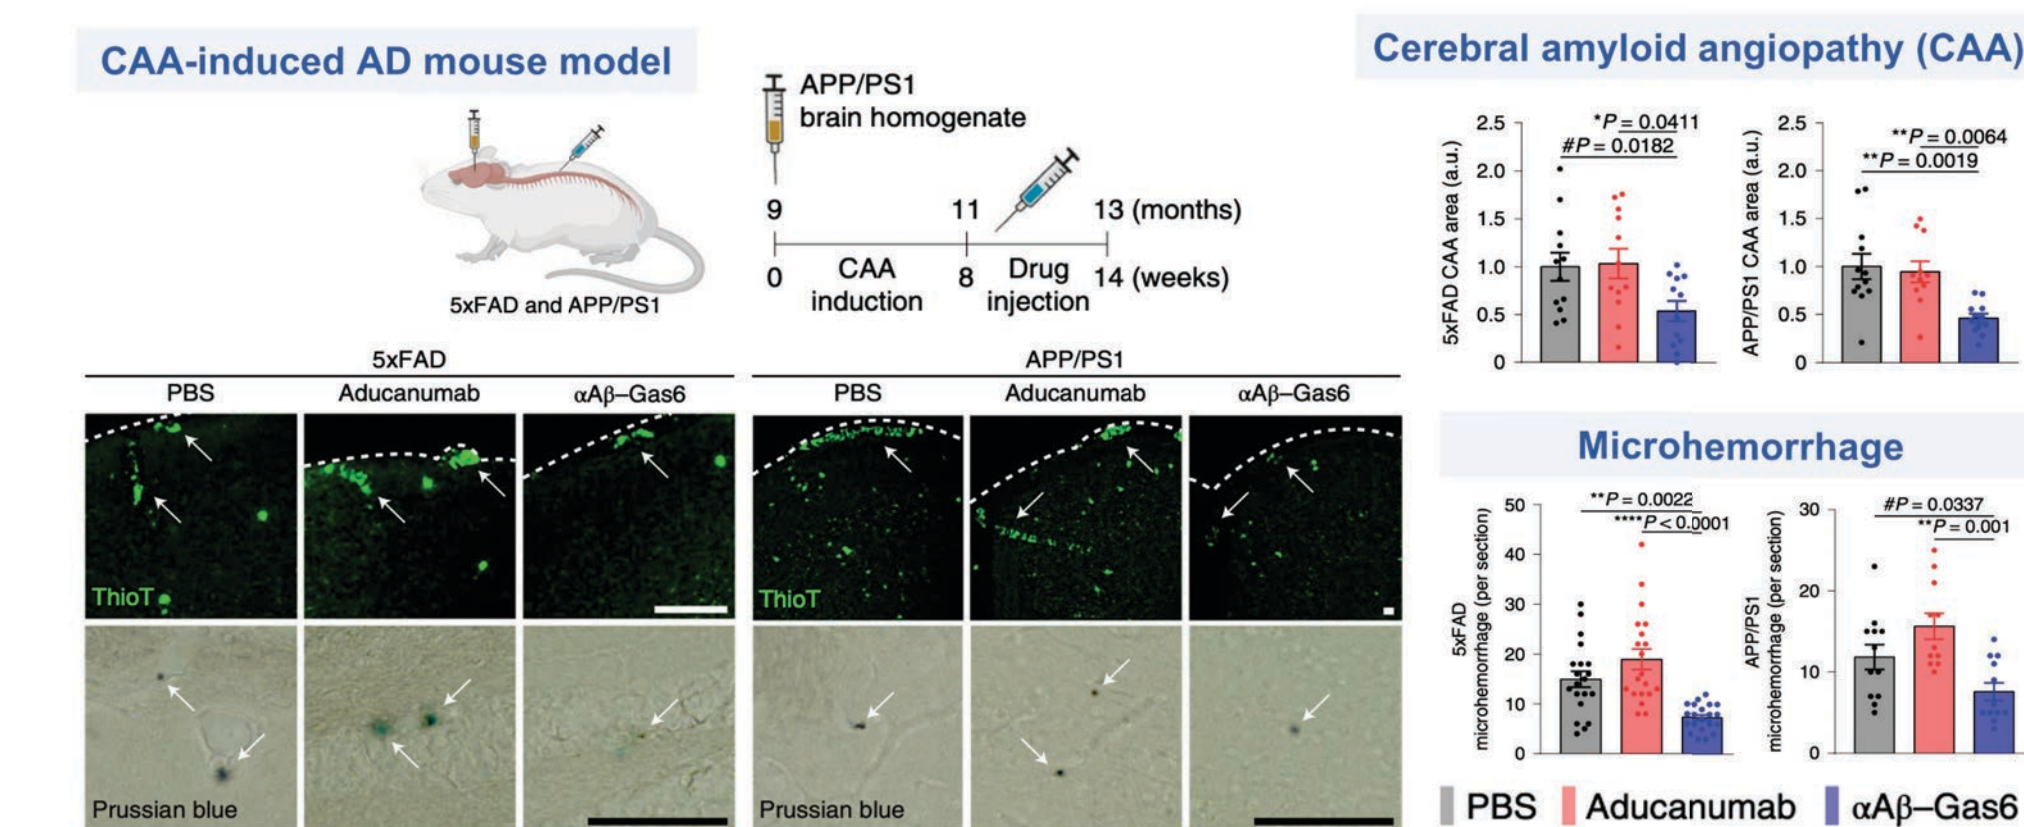 CAA-induced AD mouse model
APP/PS1
brain homogenate
9
11
13 (months)
0
CAA
induction
8
Drug
injection
14 (weeks)
5xFAD and APP/PS1
5xFAD
PBS
Aducanumab
αAβ–Gas6
ThioT
Prussian blue
APP/PS1
PBS
Aducanumab
αAβ–Gas6
ThioT
Prussian blue
Cerebral amyloid angiopathy (CAA)
5xFAD CAA area (a.u.)
2.5
2.0
1.5
1.0
0.5
0
*P = 0.0411
#P = 0.0182
APP/PS1 CAA area (a.u.)
2.5
2.0
1.5
1.0
0.5
0
**P = 0.0064
**P = 0.0019
Microhemorrhage
5xFAD
microhemorrhage (per section)
50
40
30
20
10
0
**P = 0.0022
****P < 0.0001
APP/PS1
microhemorrhage (per section)
30
20
10
0
#P = 0.0337
**P = 0.001
PBS
Aducanumab
αAβ–Gas6